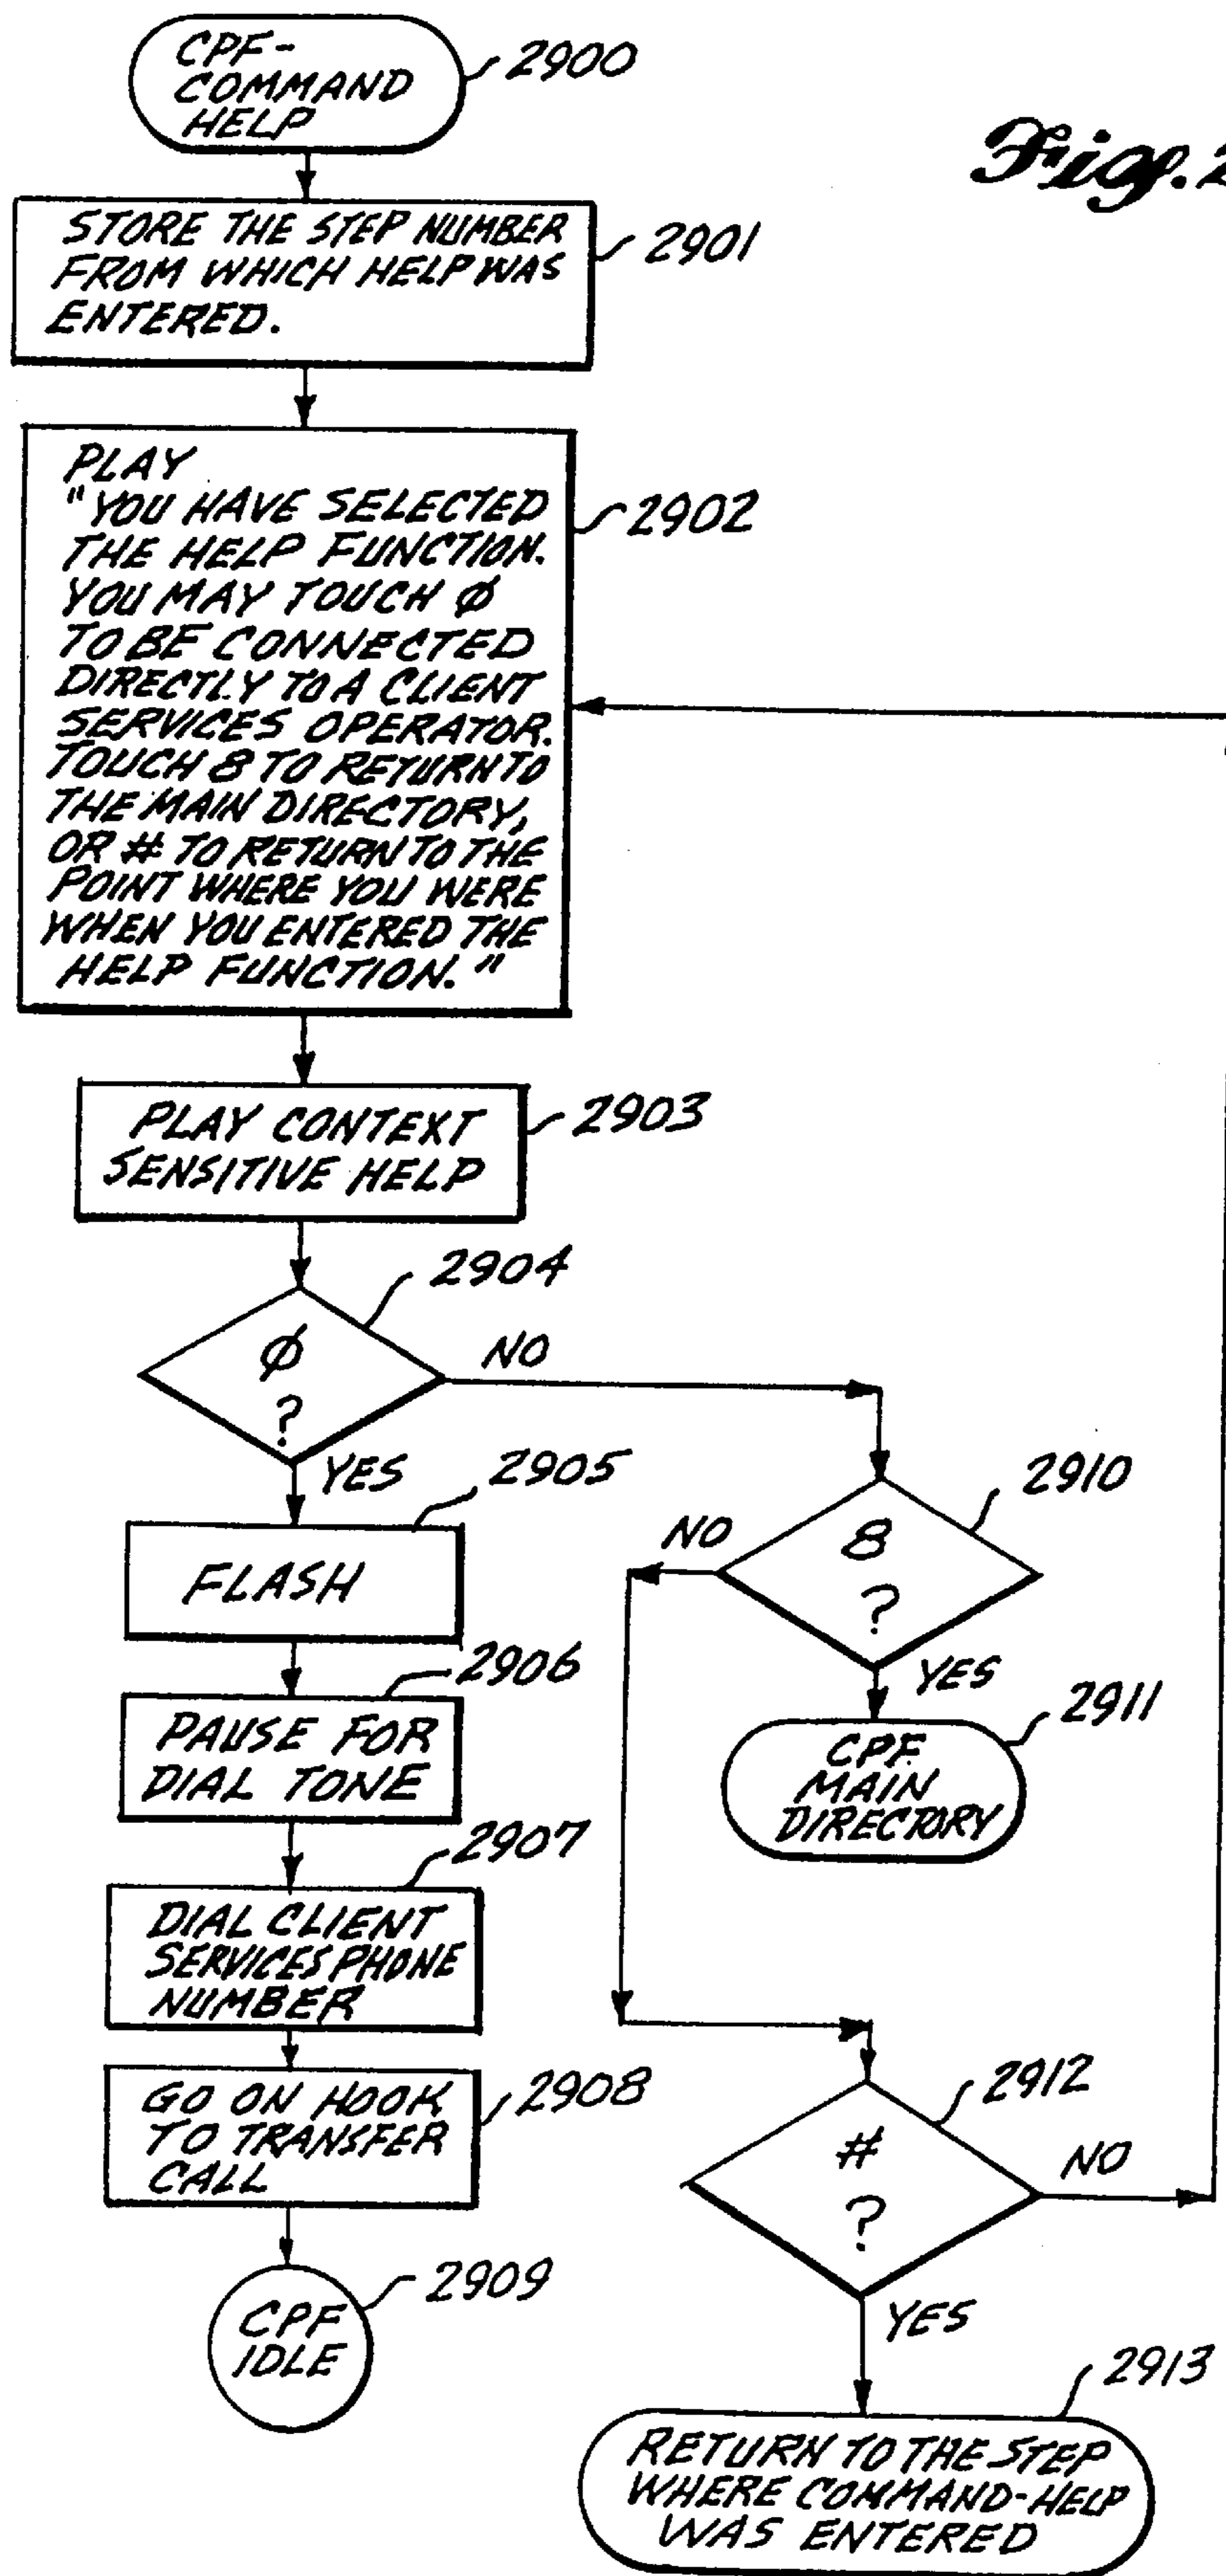 CPF-
COMMAND
HELP
2900
Fig. 2
STORE THE STEP NUMBER
FROM WHICH HELP WAS
ENTERED.
2901
PLAY
"YOU HAVE SELECTED
THE HELP FUNCTION.
YOU MAY TOUCH Ø
TO BE CONNECTED
DIRECTLY TO A CLIENT
SERVICES OPERATOR.
TOUCH 8 TO RETURN TO
THE MAIN DIRECTORY,
OR # TO RETURN TO THE
POINT WHERE YOU WERE
WHEN YOU ENTERED THE
HELP FUNCTION."
2902
PLAY CONTEXT
SENSITIVE HELP
2903
2904
Ø
?
NO
YES
2905
FLASH
2906
PAUSE FOR
DIAL TONE
2907
DIAL CLIENT
SERVICES PHONE
NUMBER
GO ON HOOK
TO TRANSFER
CALL
2908
CPF
IDLE
2909
2910
8
?
NO
YES
2911
CPF
MAIN
DIRECTORY
2912
#
?
NO
YES
2913
RETURN TO THE STEP
WHERE COMMAND-HELP
WAS ENTERED